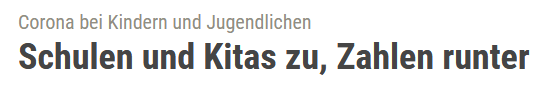 Corona bei Kindern und Jugendlichen
Schulen und Kitas zu, Zahlen runter